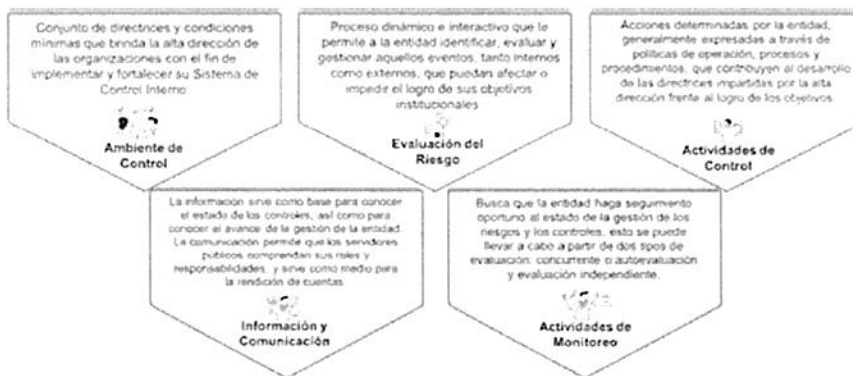 Conjunto de directrices y condiciones
mínimas que brinda la alta dirección de
las organizaciones con el fin de
implementar y fortalecer su Sistema de
Control Interno
Ambiente de
Control
Proceso dinámico e interactivo que le
permite a la entidad identificar, evaluar y
gestionar aquellos eventos, tanto internos
como externos, que puedan afectar o
impedir el logro de sus objetivos
institucionales
Evaluación del
Riesgo
Acciones determinadas por la entidad,
generalmente expresadas a través de
políticas de operación, procesos y
procedimientos, que contribuyen al desarrollo
de las directrices impartidas por la alta
dirección frente al logro de los objetivos
Actividades de
Control
La información sirve como base para conocer
el estado de los controles, así como para
conocer el avance de la gestión de la entidad.
La comunicación permite que los servidores
públicos comprendan sus roles y
responsabilidades, y sirve como medio para
la rendición de cuentas
Información y
Comunicación
Busca que la entidad haga seguimiento
oportuno al estado de la gestión de los
riesgos y los controles, esto se puede
llevar a cabo a partir de dos tipos de
evaluación: concurrente o autoevaluación
y evaluación independiente.
Actividades de
Monitoreo